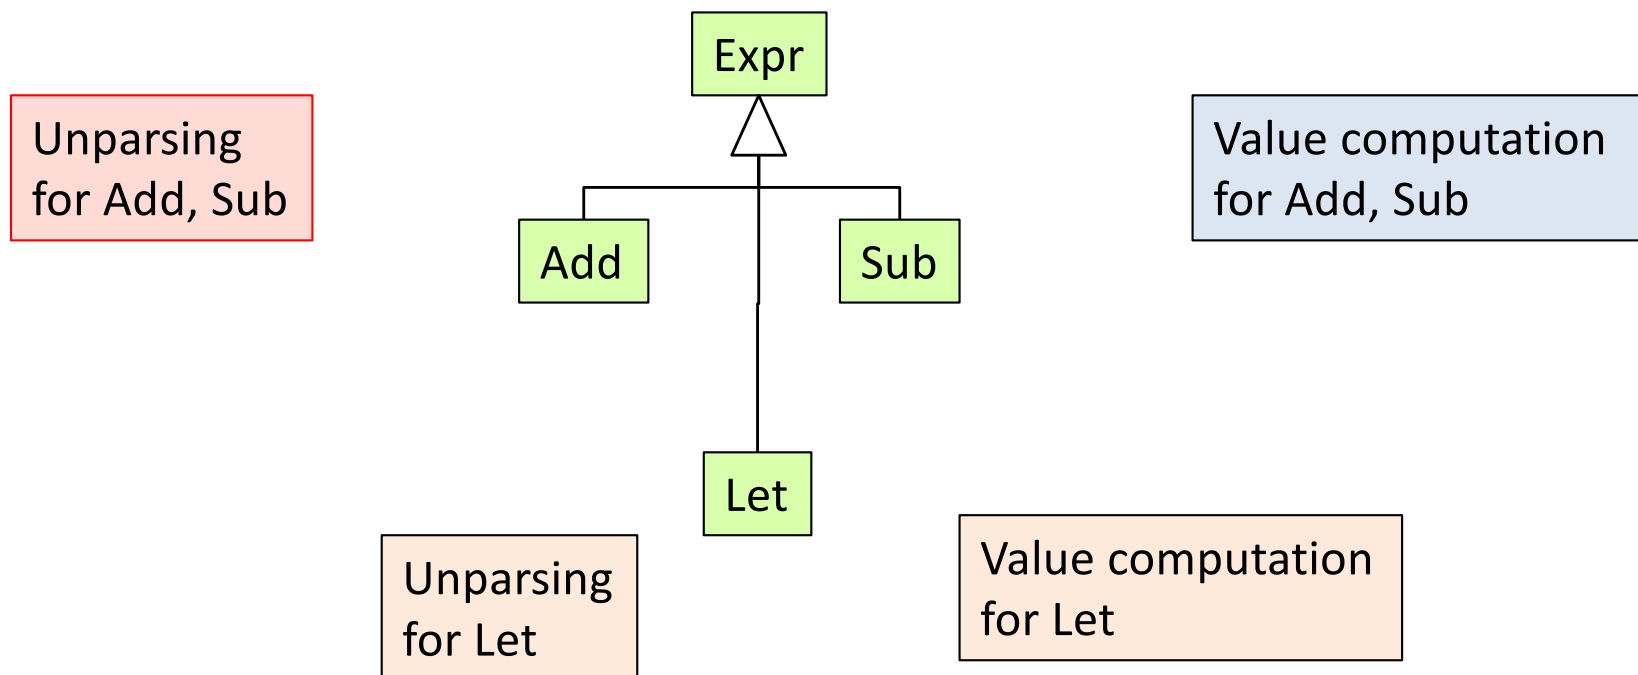 Expr
Unparsing
for Add, Sub
Value computation
for Add, Sub
Add
Sub
Let
Unparsing
for Let
Value computation
for Let